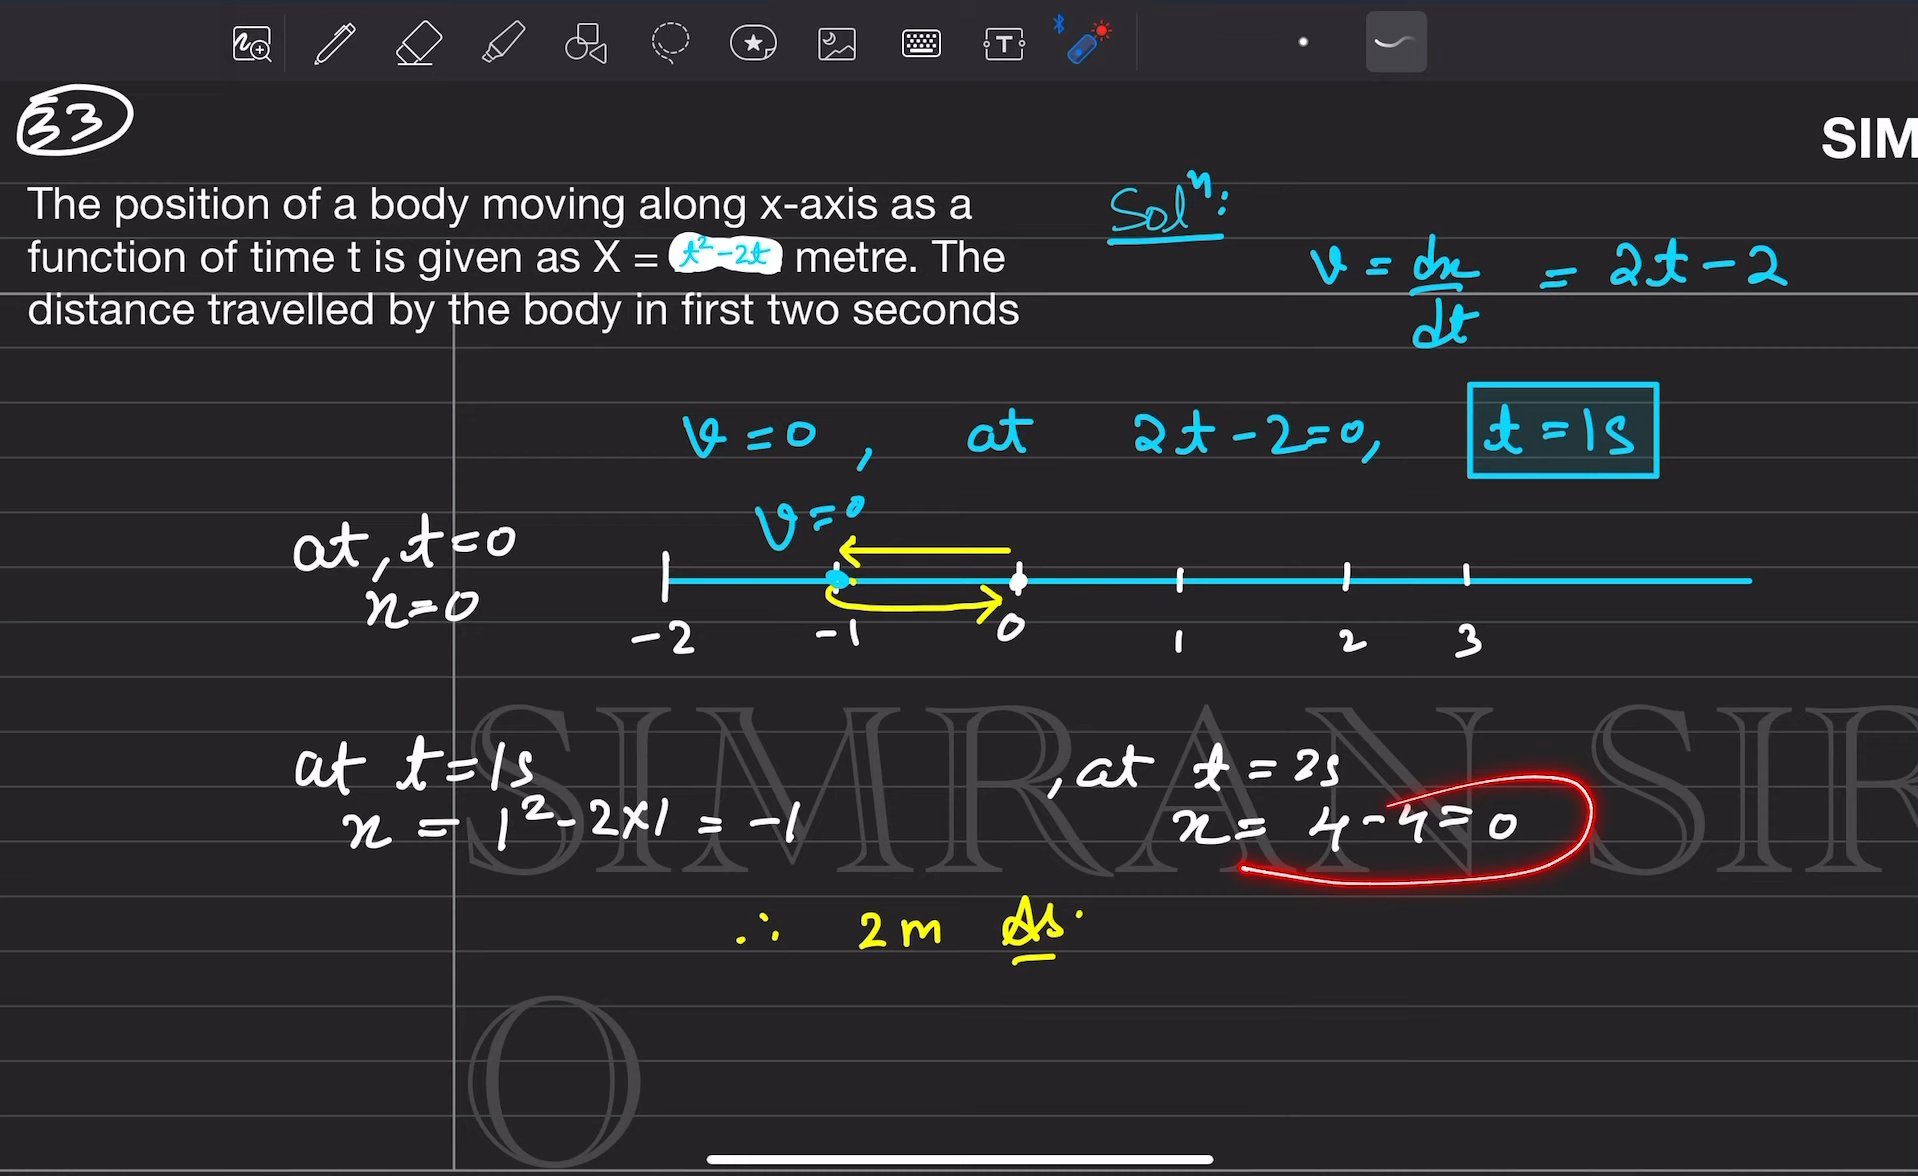 33
SIM
The position of a body moving along x-axis as a
function of time t is given as X = t²-2t metre. The
distance travelled by the body in first two seconds
Solⁿ:
v = dx/dt = 2t-2
v=0, at 2t-2=0, t=1s
v=0
at, t=0
x=0
-2 -1 0 1 2 3
at t=1s
x = 1²-2×1 = -1
, at t=2s
x= 4-4=0
SIMRAN SIR
∴ 2m As.
O